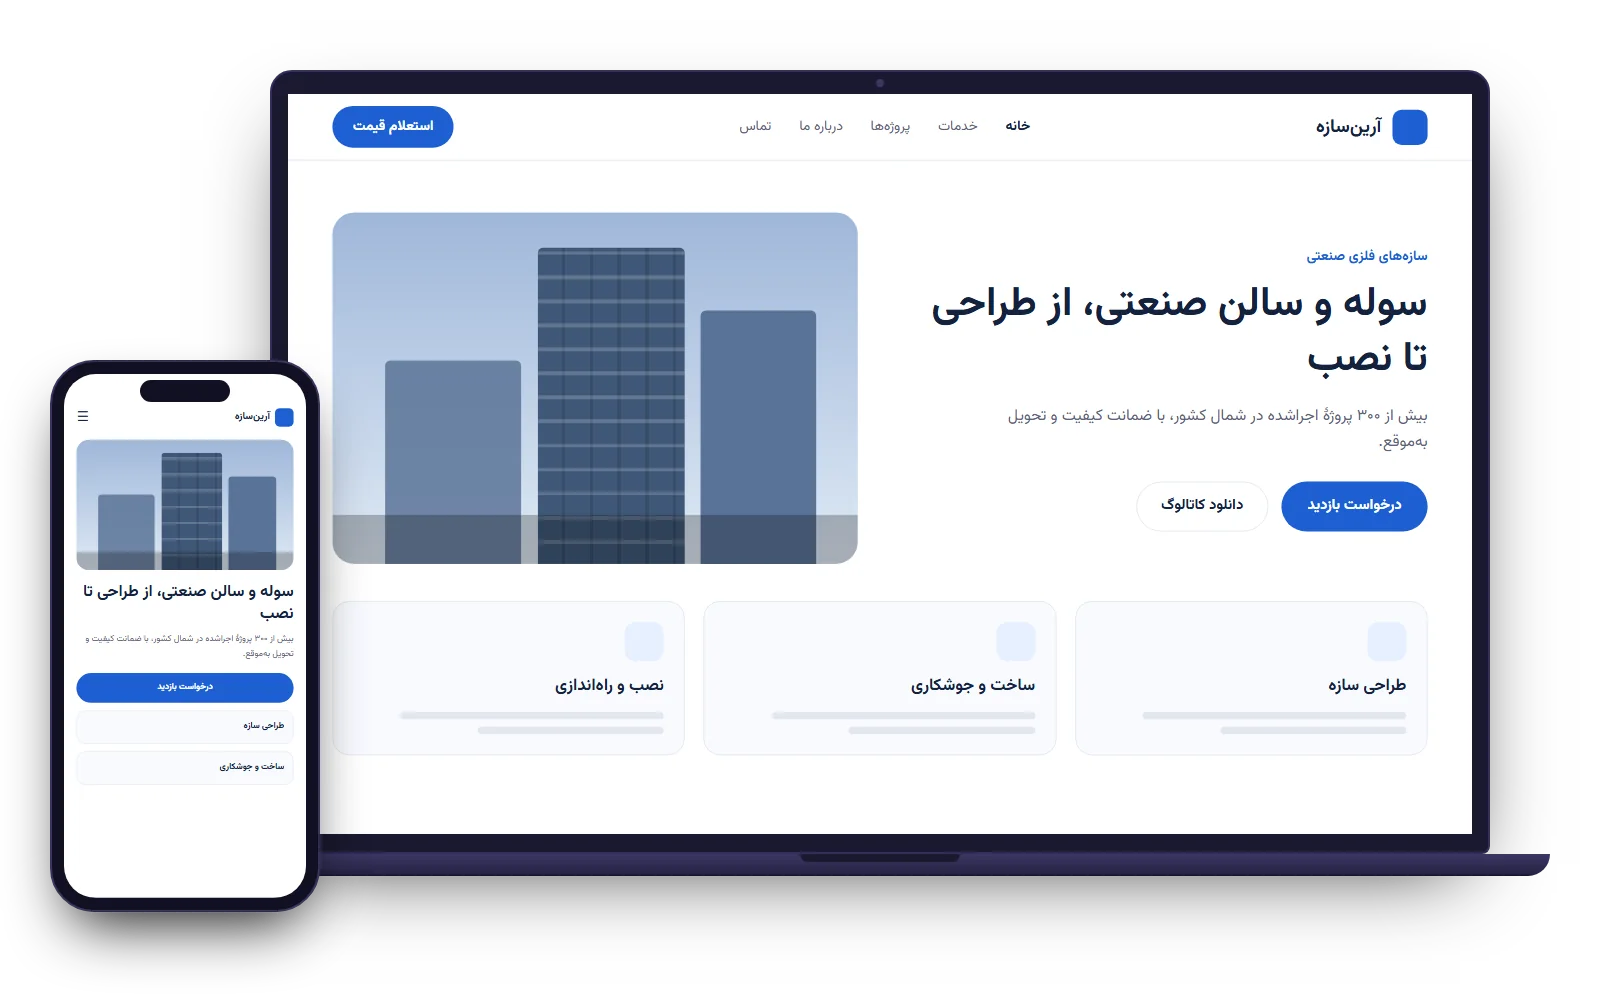 آرین‌سازه
خانه
خدمات
پروژه‌ها
درباره ما
تماس
استعلام قیمت
سازه‌های فلزی صنعتی
سوله و سالن صنعتی، از طراحی
تا نصب
بیش از ۳۰۰ پروژهٔ اجراشده در شمال کشور، با ضمانت کیفیت و تحویل
به‌موقع.
درخواست بازدید
دانلود کاتالوگ
طراحی سازه
ساخت و جوشکاری
نصب و راه‌اندازی
آرین‌سازه
سوله و سالن صنعتی، از طراحی تا
نصب
بیش از ۳۰۰ پروژهٔ اجراشده در شمال کشور، با ضمانت کیفیت و
تحویل به‌موقع.
درخواست بازدید
طراحی سازه
ساخت و جوشکاری